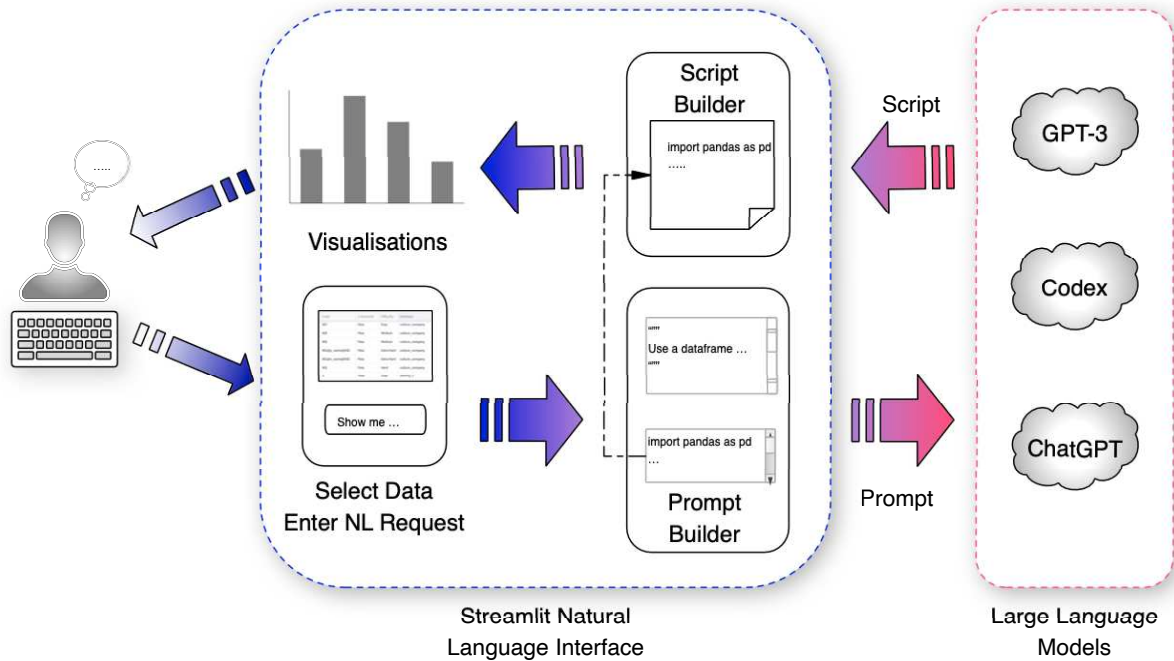 Script
Builder
import pandas as pd
.....
Script
GPT-3
.....
Visualisations
Codex
“”””
Use a dataframe …
“”””
Show me …
import pandas as pd
…
ChatGPT
Select Data
Enter NL Request
Prompt
Builder
Prompt
Streamlit Natural
Language Interface
Large Language
Models